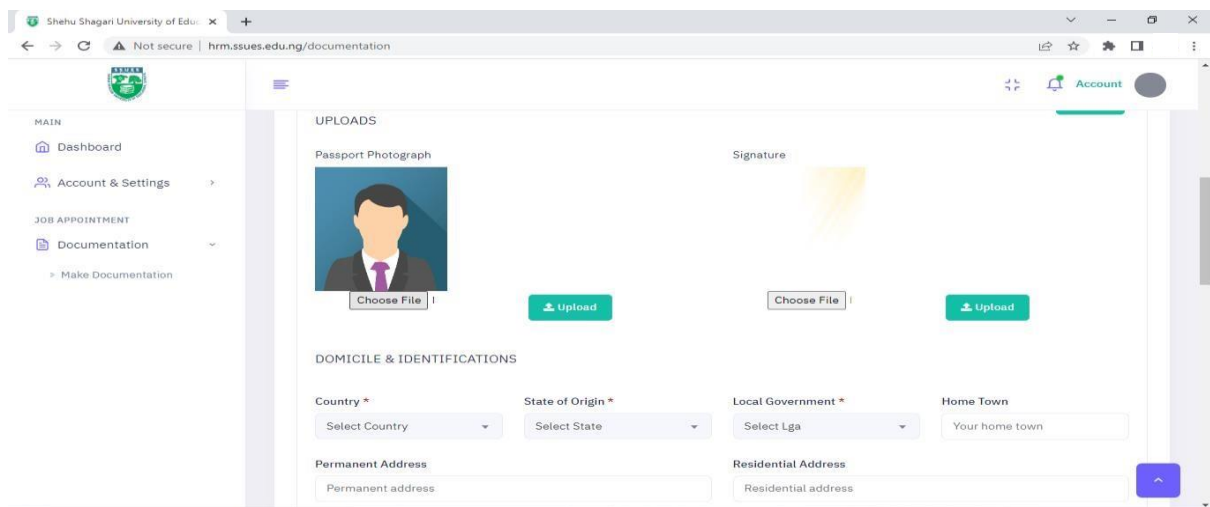 Shehu Shagari University of Edu
Not secure | hrm.ssues.edu.ng/documentation
SSUES
Account
MAIN
Dashboard
Account & Settings
JOB APPOINTMENT
Documentation
Make Documentation
UPLOADS
Passport Photograph Signature
Choose File Upload Choose File Upload
DOMICILE & IDENTIFICATIONS
Country * State of Origin * Local Government * Home Town
Select Country Select State Select Lga Your home town
Permanent Address Residential Address
Permanent address Residential address